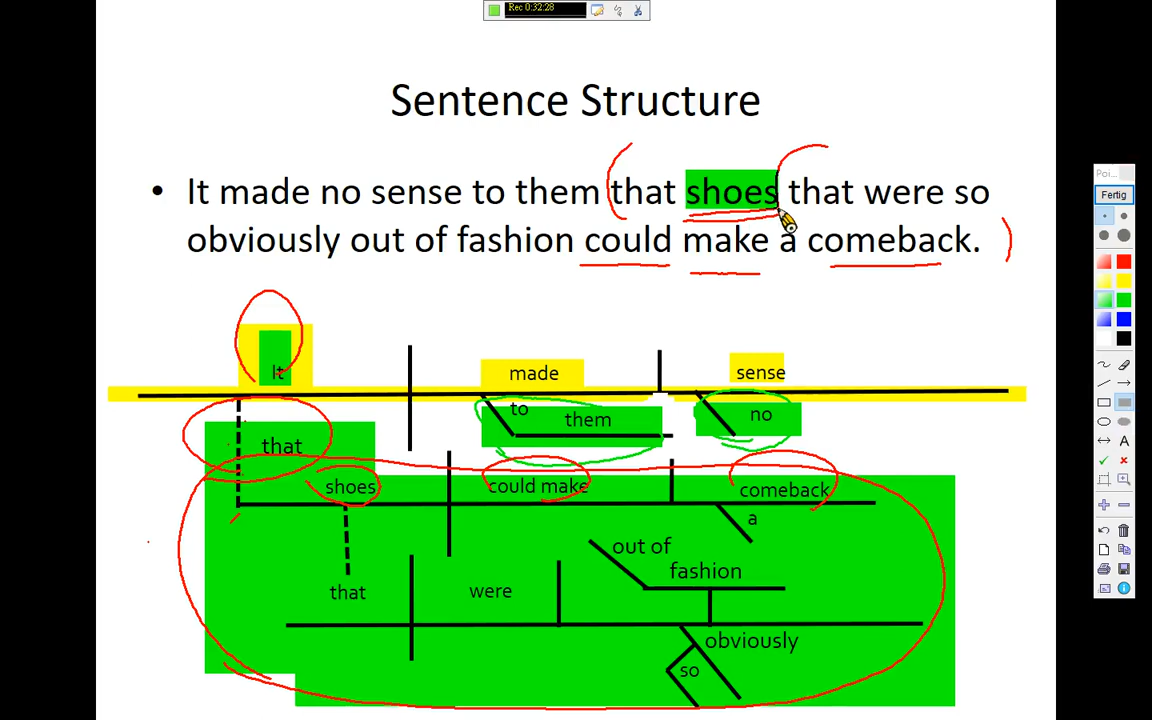 Rec 0:32:28
Sentence Structure
• It made no sense to them that shoes that were so
obviously out of fashion could make a comeback.
Poi...
Fertig
A
It made sense
to them no
that
shoes could make comeback
a
out of
fashion
that were
obviously
so